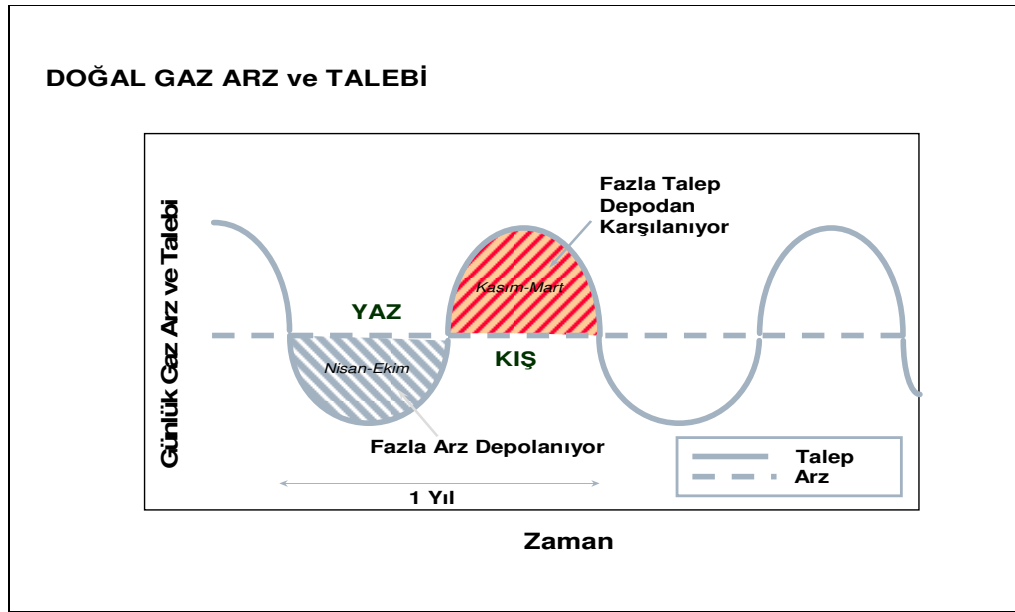 DOĞAL GAZ ARZ ve TALEBİ
Günlük Gaz Arz ve Talebi
Fazla Talep
Depodan
Karşılanıyor
Kasım-Mart
YAZ
KIŞ
Nisan-Ekim
Fazla Arz Depolanıyor
Talep
Arz
1 Yıl
Zaman